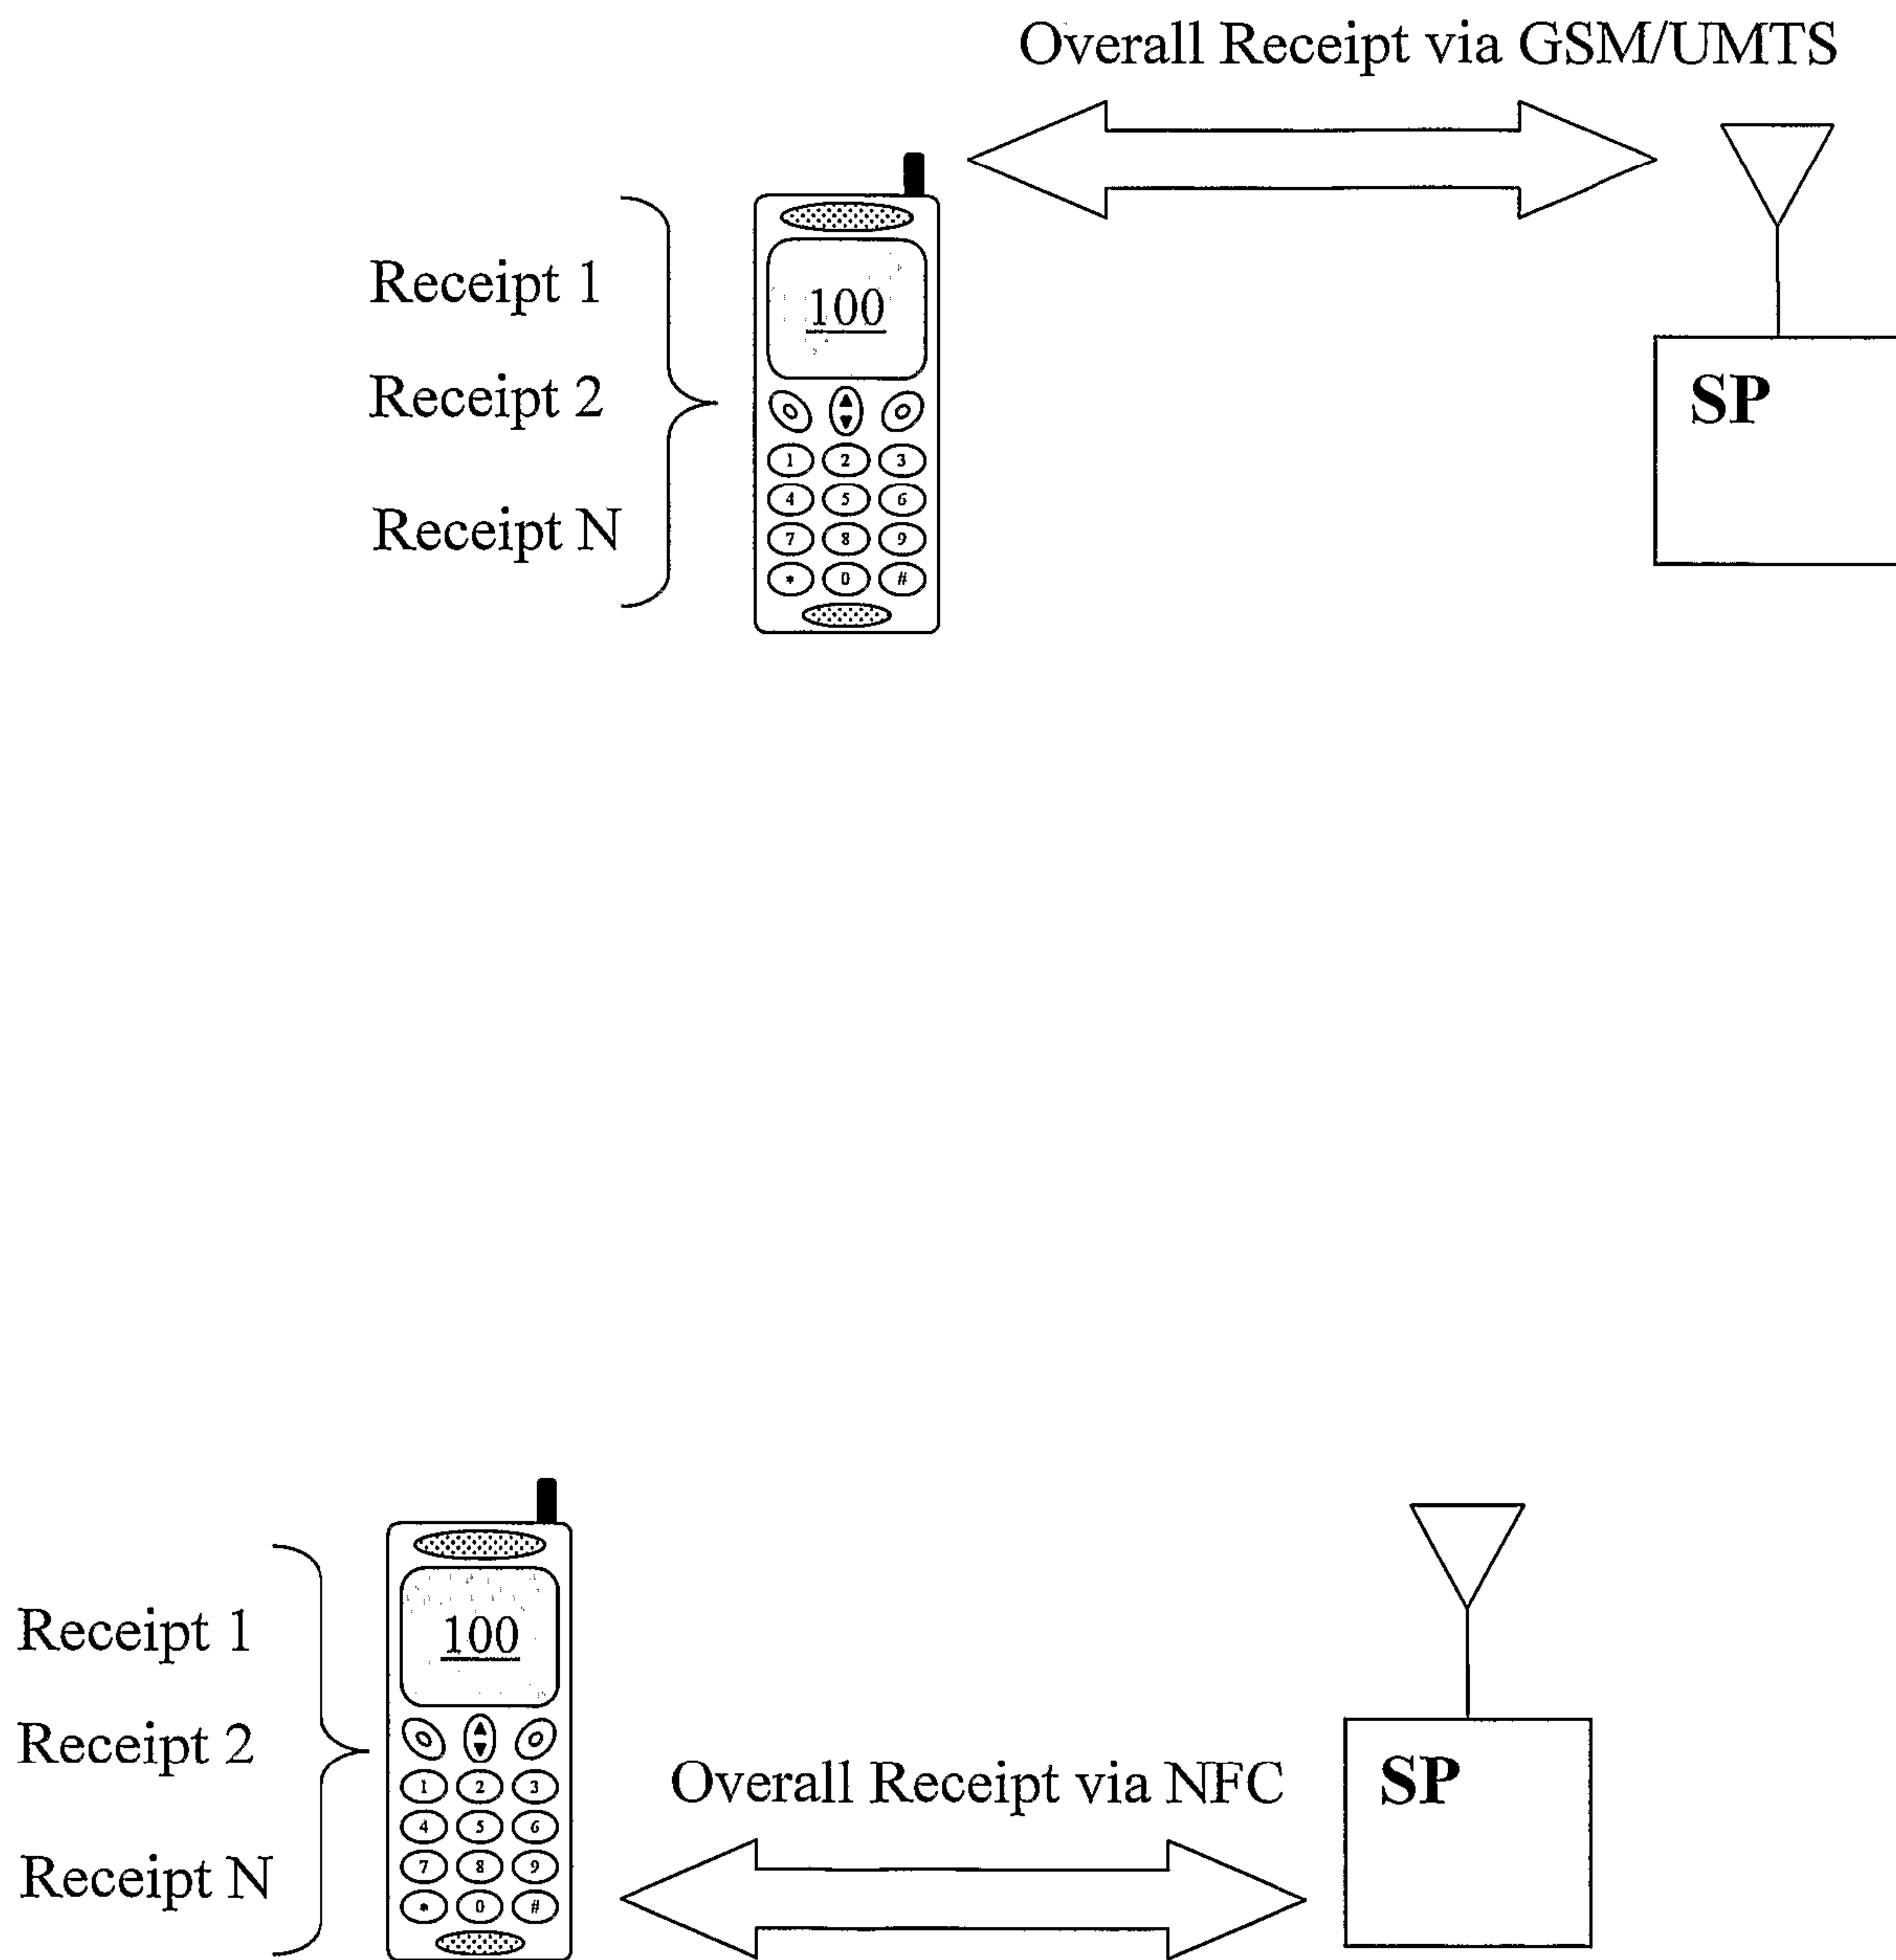 Overall Receipt via GSM/UMTS
Receipt 1
Receipt 2
Receipt N
100
1 2 3
4 5 6
7 8 9
* 0 #
SP
Receipt 1
Receipt 2
Receipt N
100
1 2 3
4 5 6
7 8 9
* 0 #
Overall Receipt via NFC
SP